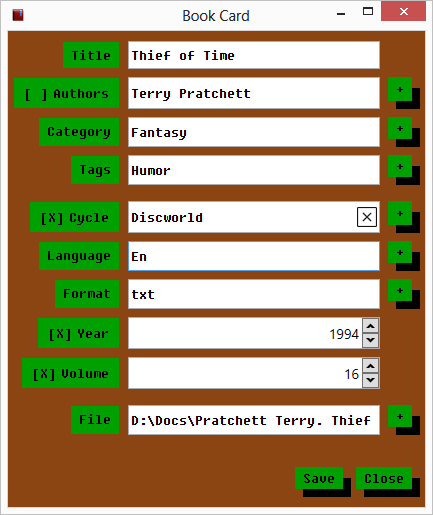 Book Card
Title Thief of Time
[ ] Authors Terry Pratchett +
Category Fantasy +
Tags Humor +
[X] Cycle Discworld +
Language En +
Format txt +
[X] Year 1994
[X] Volume 16
File D:\Docs\Pratchett Terry. Thief +
Save Close